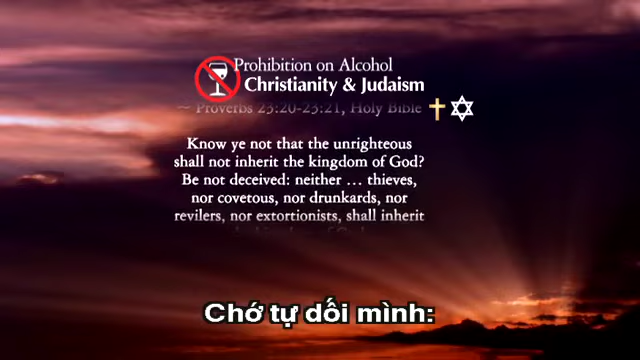 Prohibition on Alcohol
Christianity & Judaism
~ Proverbs 23:20-23:21, Holy Bible
Know ye not that the unrighteous
shall not inherit the kingdom of God?
Be not deceived: neither … thieves,
nor covetous, nor drunkards, nor
revilers, nor extortionists, shall inherit
Chớ tự dối mình: